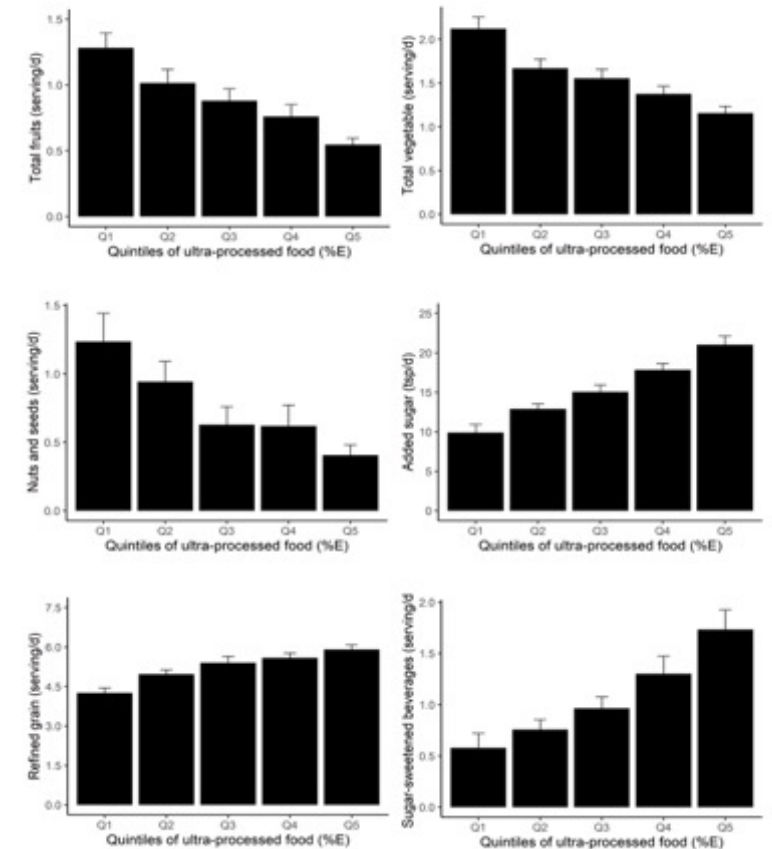 Total fruits (serving/d)
1.5
1.0
0.5
0.0
Q1 Q2 Q3 Q4 Q5
Quintiles of ultra-processed food (%E)
Total vegetable (serving/d)
2.0
1.5
1.0
0.5
0.0
Q1 Q2 Q3 Q4 Q5
Quintiles of ultra-processed food (%E)
Nuts and seeds (serving/d)
1.5
1.0
0.5
0.0
Q1 Q2 Q3 Q4 Q5
Quintiles of ultra-processed food (%E)
Added sugar (tsp/d)
25
20
15
10
5
0
Q1 Q2 Q3 Q4 Q5
Quintiles of ultra-processed food (%E)
Refined grain (serving/d)
7.5
6.0
4.5
3.0
1.5
0.0
Q1 Q2 Q3 Q4 Q5
Quintiles of ultra-processed food (%E)
Sugar-sweetened beverages (serving/d
2.0
1.5
1.0
0.5
0.0
Q1 Q2 Q3 Q4 Q5
Quintiles of ultra-processed food (%E)